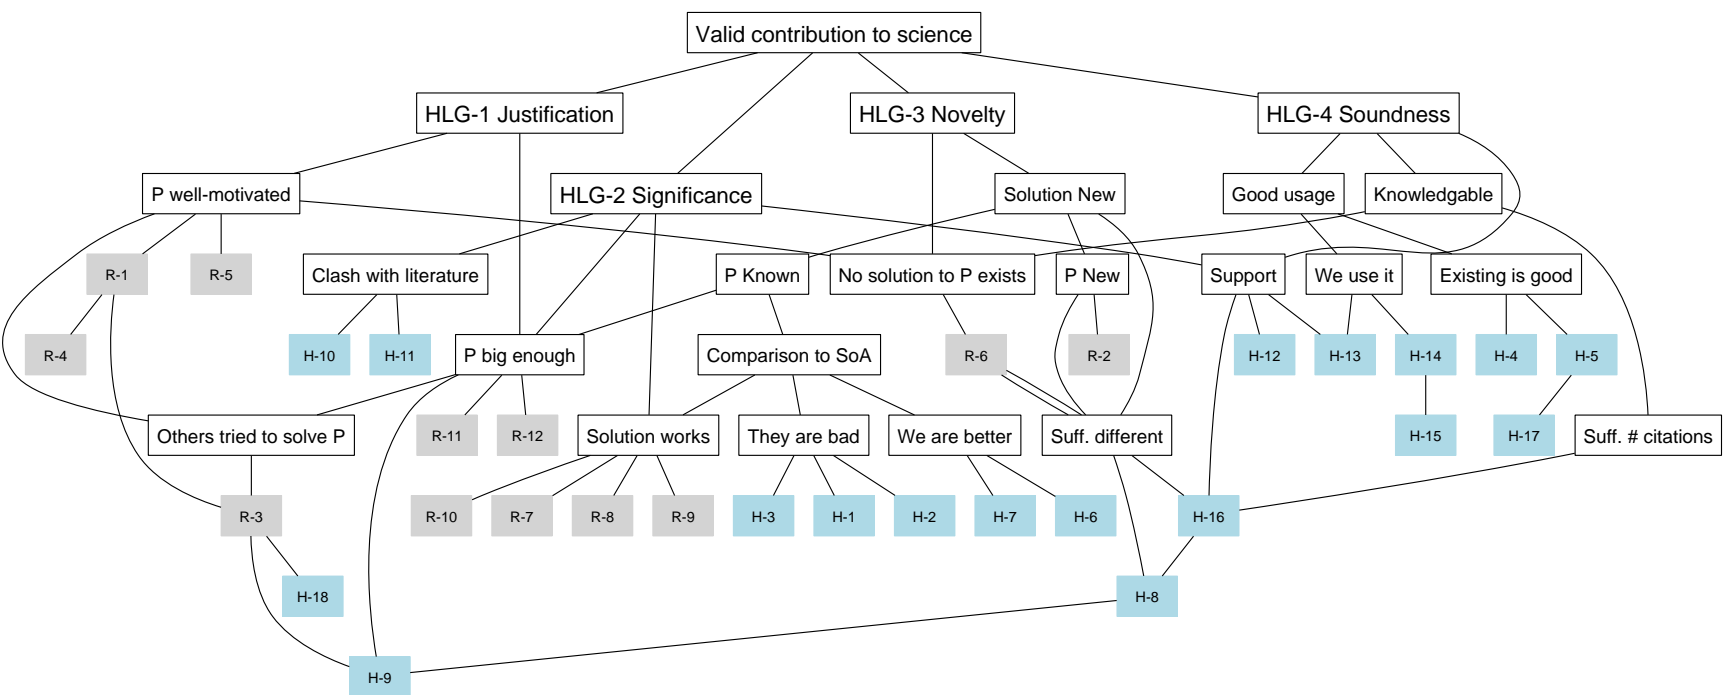 Valid contribution to science
HLG-1 Justification
HLG-3 Novelty
HLG-4 Soundness
P well-motivated
HLG-2 Significance
Solution New
Good usage
Knowledgable
R-1
R-5
Clash with literature
P Known
No solution to P exists
P New
Support
We use it
Existing is good
R-4
H-10
H-11
P big enough
Comparison to SoA
R-6
R-2
H-12
H-13
H-14
H-4
H-5
Others tried to solve P
R-11
R-12
Solution works
They are bad
We are better
Suff. different
H-15
H-17
Suff. # citations
R-3
R-10
R-7
R-8
R-9
H-3
H-1
H-2
H-7
H-6
H-16
H-18
H-8
H-9